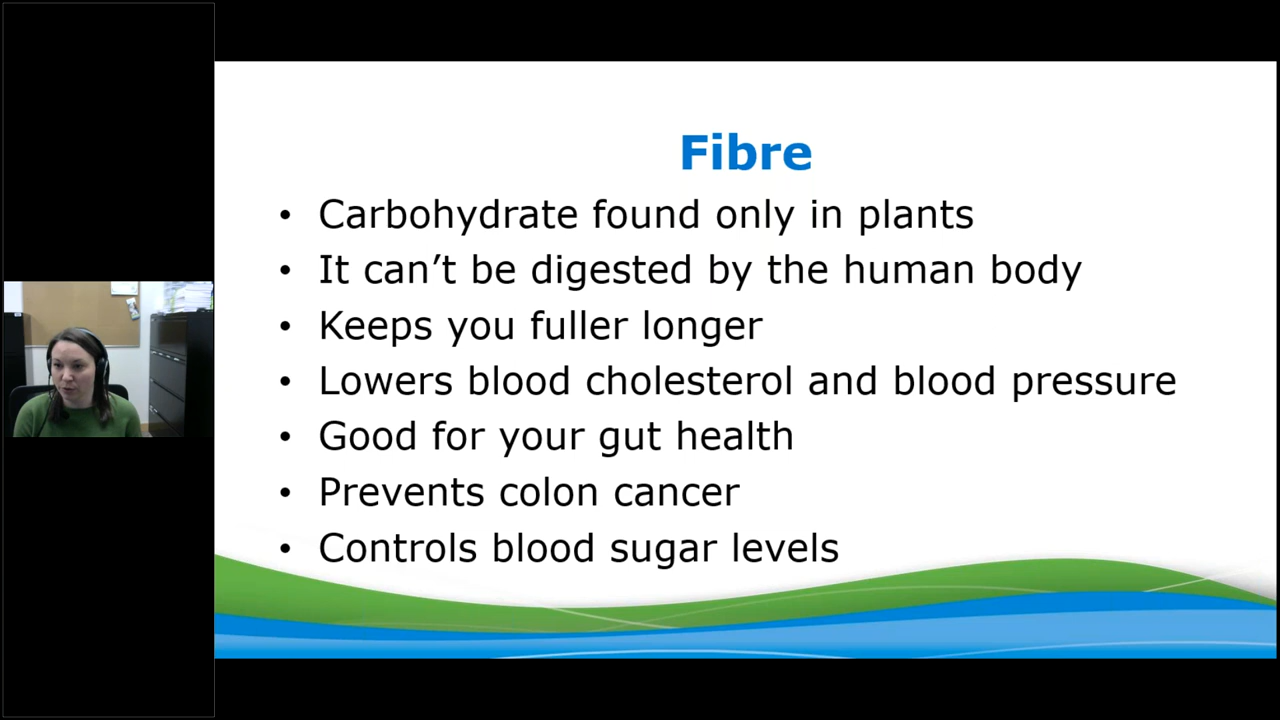 Fibre
• Carbohydrate found only in plants
• It can’t be digested by the human body
• Keeps you fuller longer
• Lowers blood cholesterol and blood pressure
• Good for your gut health
• Prevents colon cancer
• Controls blood sugar levels